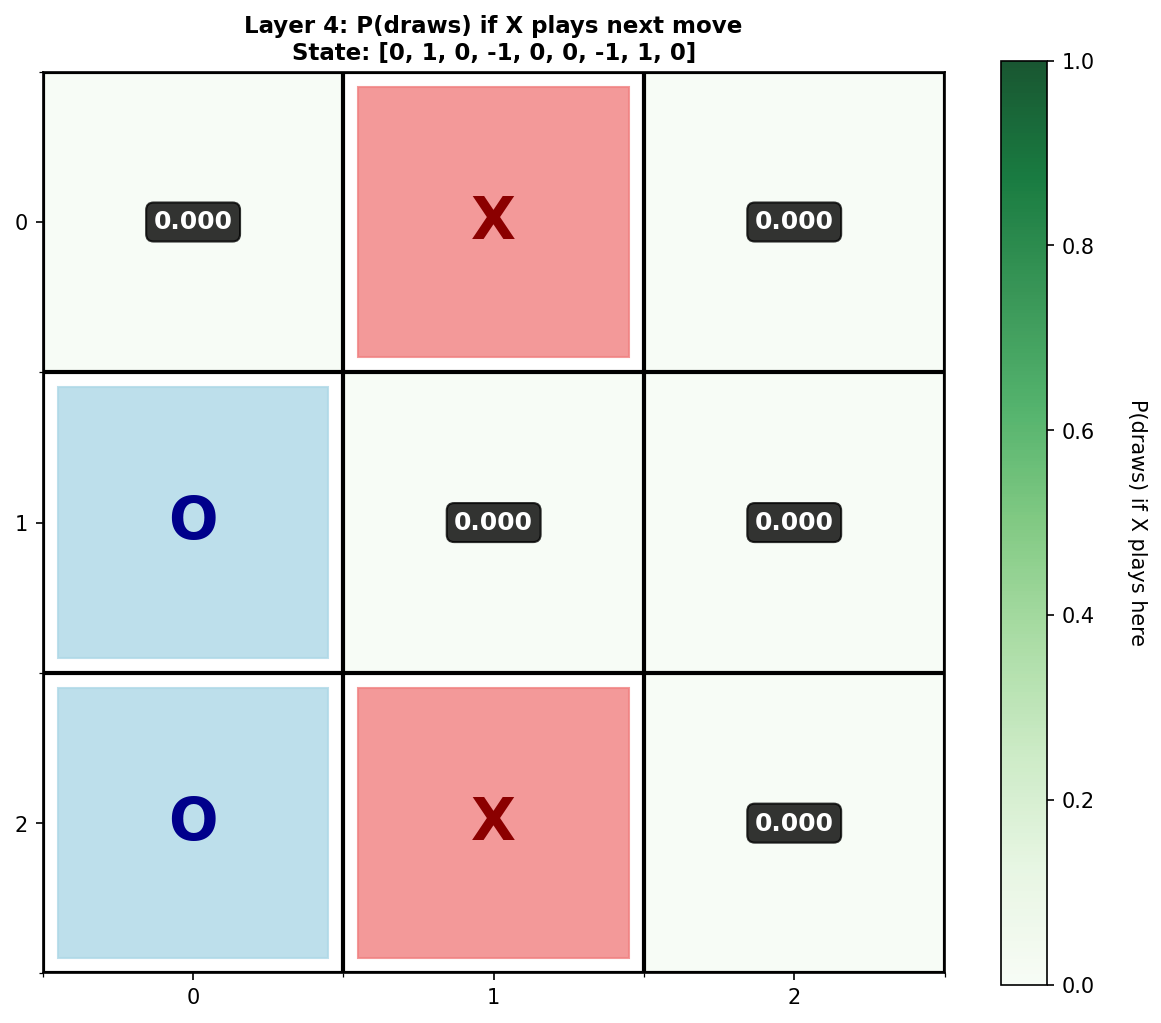 Layer 4: P(draws) if X plays next move
State: [0, 1, 0, -1, 0, 0, -1, 1, 0]
0
0.000
X
0.000
1
O
0.000
0.000
2
O
X
0.000
0
1
2
1.0
0.8
0.6
0.4
0.2
0.0
P(draws) if X plays here